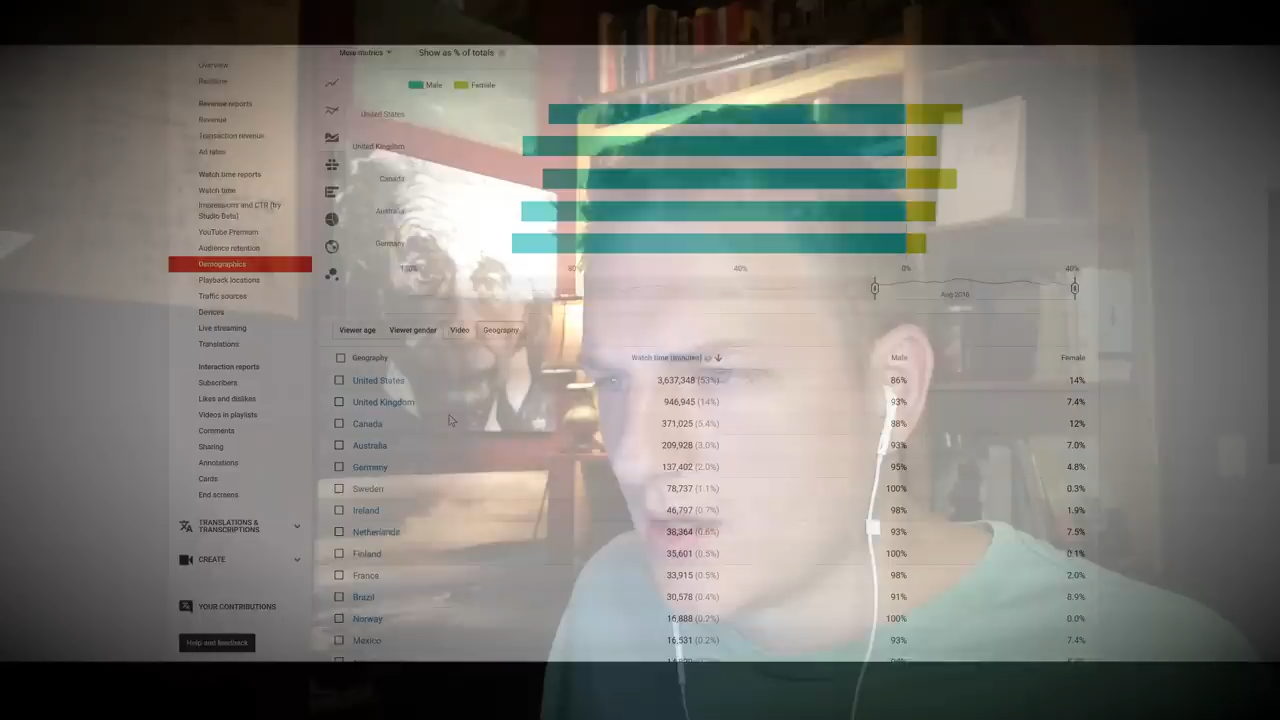 More statistics
Show as % of totals
Overview
Realtime
Male
Female
Revenue reports
United States
Revenue
Transaction revenue
Ad rates
United Kingdom
Watch time reports
Canada
Watch time
Impressions and CTR [try
Studio Beta]
Australia
YouTube Premium
Audience retention
Germany
Demographics
80%
40%
0%
40%
Playback locations
Traffic sources
Aug 2018
Devices
Live streaming
Viewer age
Viewer gender
Video
Geography
Translations
Geography
Watch time (minutes)
Male
Female
Interaction reports
United States 3,637,348 (53%) 86% 14%
Subscribers
Likes and dislikes
United Kingdom 946,945 (14%) 93% 7.4%
Videos in playlists
Canada 371,025 (5.4%) 88% 12%
Comments
Sharing
Australia 209,928 (3.0%) 93% 7.0%
Annotations
Germany 137,402 (2.0%) 95% 4.8%
Cards
Sweden 78,737 (1.1%) 100% 0.3%
End screens
Ireland 46,797 (0.7%) 98% 1.9%
TRANSLATIONS &
TRANSCRIPTIONS
Netherlands 38,364 (0.6%) 93% 7.5%
CREATE
Finland 35,601 (0.5%) 100% 0.1%
France 33,915 (0.5%) 98% 2.0%
Brazil 30,578 (0.4%) 91% 8.9%
YOUR CONTRIBUTIONS
Norway 16,888 (0.2%) 100% 0.0%
Help and feedback
Mexico 16,531 (0.2%) 93% 7.4%